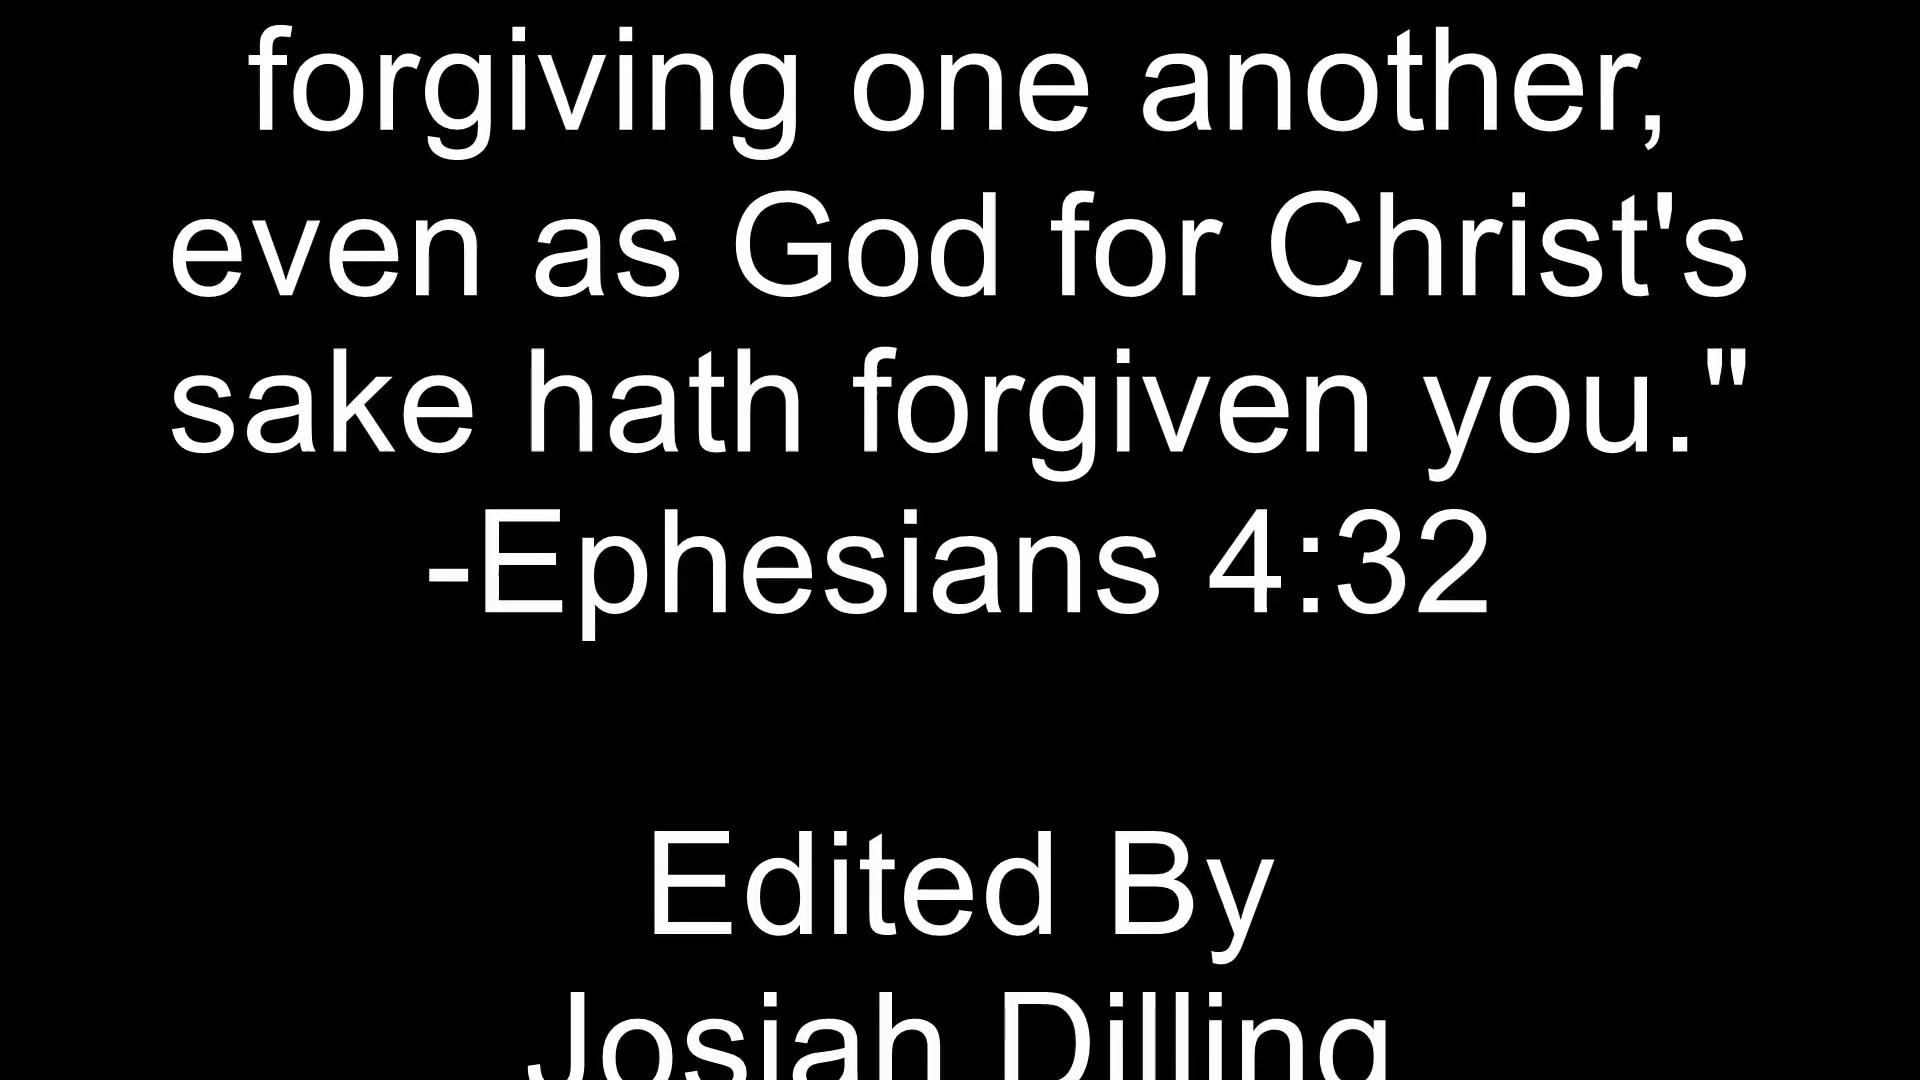 forgiving one another,
even as God for Christ's
sake hath forgiven you."
-Ephesians 4:32
Edited By
Josiah Dilling